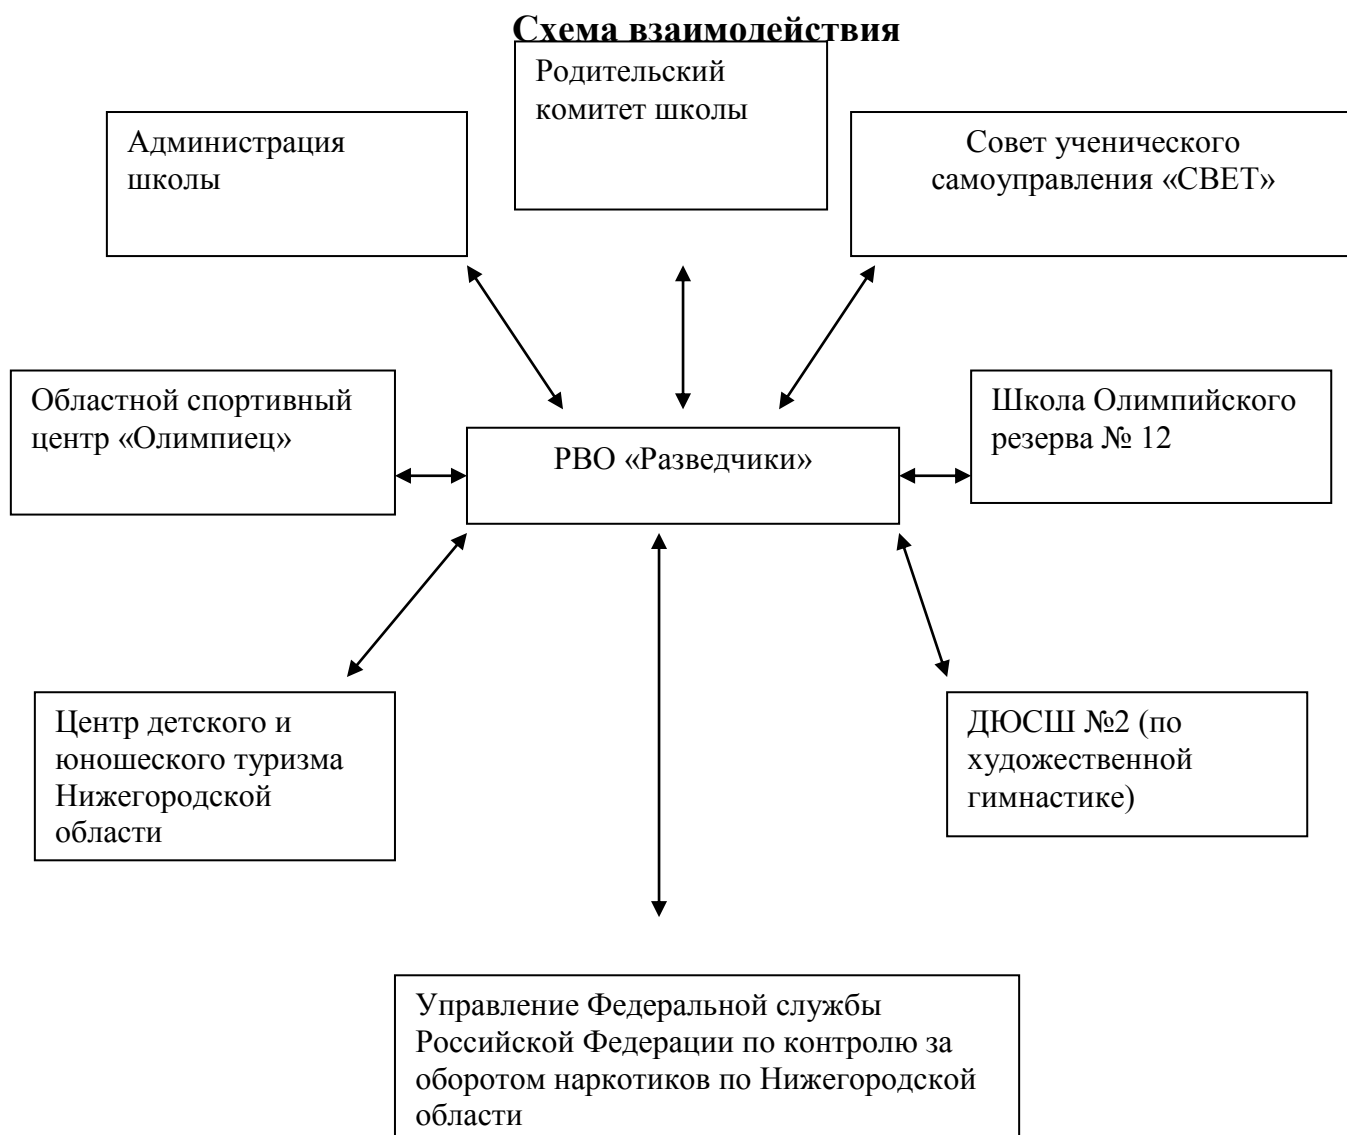 Схема взаимодействия
Родительский
комитет школы
Администрация
школы
Совет ученического
самоуправления «СВЕТ»
Областной спортивный
центр «Олимпиец»
РВО «Разведчики»
Школа Олимпийского
резерва № 12
Центр детского и
юношеского туризма
Нижегородской
области
ДЮСШ №2 (по
художественной
гимнастике)
Управление Федеральной службы
Российской Федерации по контролю за
оборотом наркотиков по Нижегородской
области